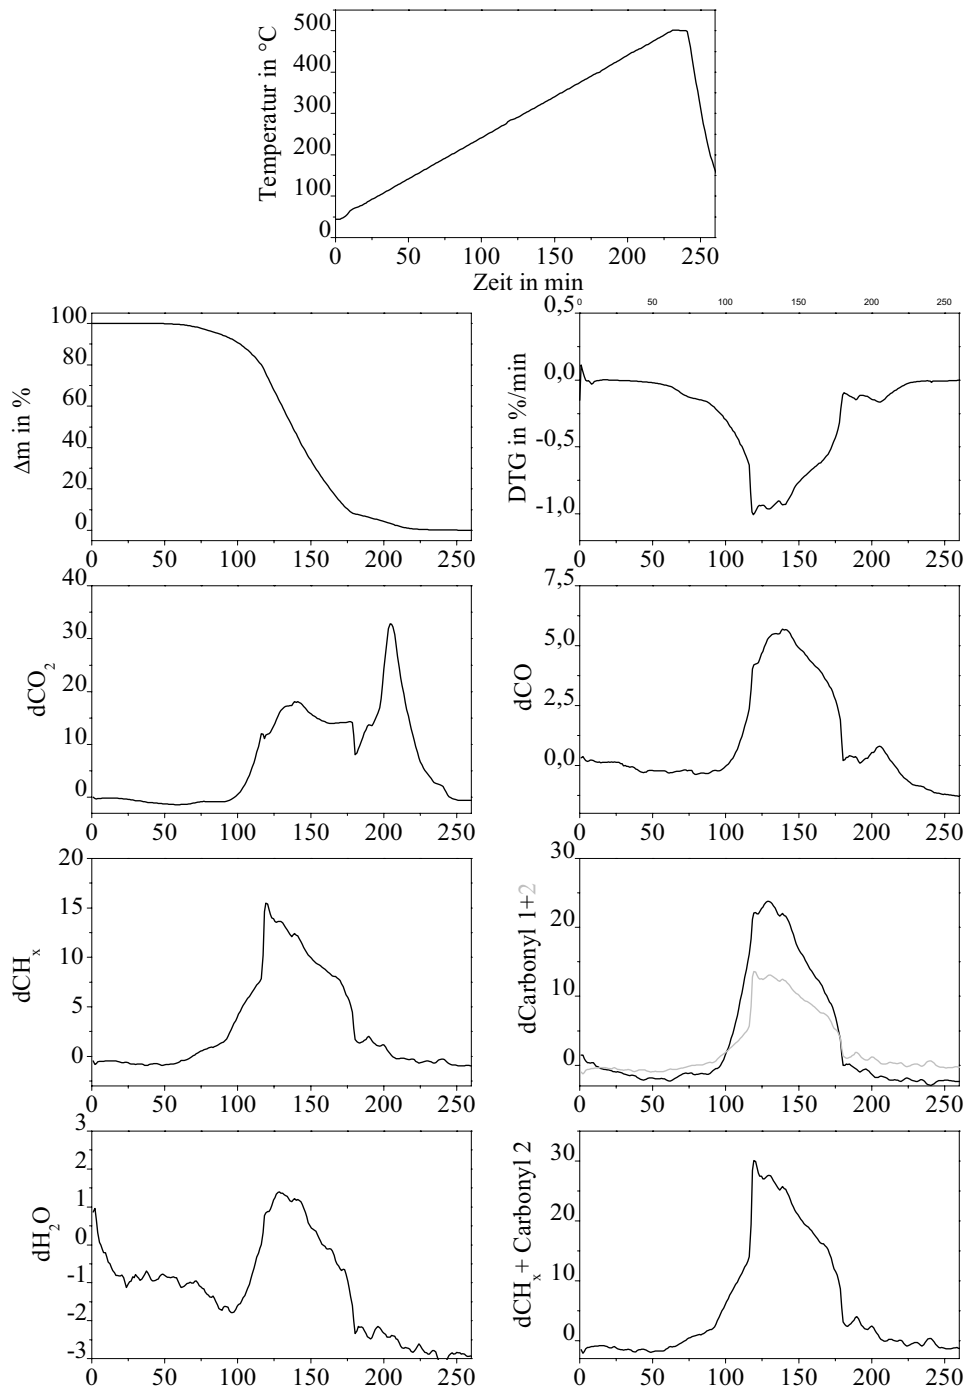 Temperatur in °C
500
400
300
200
100
0
0 50 100 150 200 250
Zeit in min
Δm in %
100
80
60
40
20
0
0 50 100 150 200 250
DTG in %/min
0 50 100 150 200 250
0,5
0,0
-0,5
-1,0
0 50 100 150 200 250
dCO₂
40
30
20
10
0
0 50 100 150 200 250
dCO
7,5
5,0
2,5
0,0
0 50 100 150 200 250
dCHₓ
20
15
10
5
0
0 50 100 150 200 250
dCarbonyl 1+2
30
20
10
0
0 50 100 150 200 250
dH₂O
3
2
1
0
-1
-2
-3
0 50 100 150 200 250
dCHₓ + Carbonyl 2
30
20
10
0
0 50 100 150 200 250